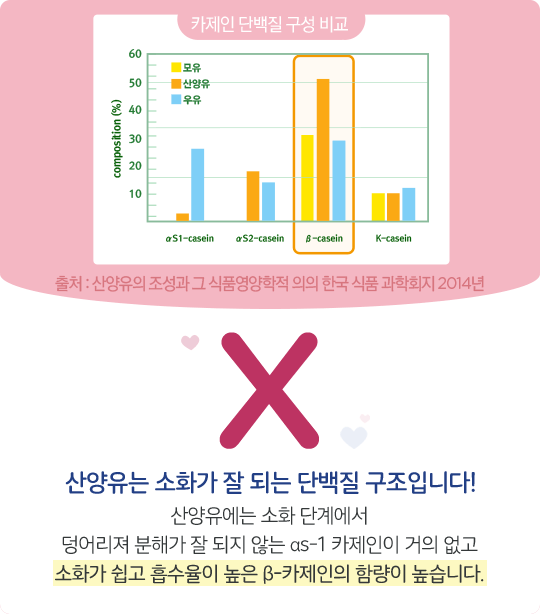 카제인 단백질 구성 비교
composition (%)
60
50
40
30
20
10
모유
산양유
우유
αS1-casein
αS2-casein
β-casein
K-casein
출처 : 산양유의 조성과 그 식품영양학적 의의 한국 식품 과학회지 2014년
산양유는 소화가 잘 되는 단백질 구조입니다!
산양유에는 소화 단계에서
덩어리져 분해가 잘 되지 않는 αs-1 카제인이 거의 없고
소화가 쉽고 흡수율이 높은 β-카제인의 함량이 높습니다.